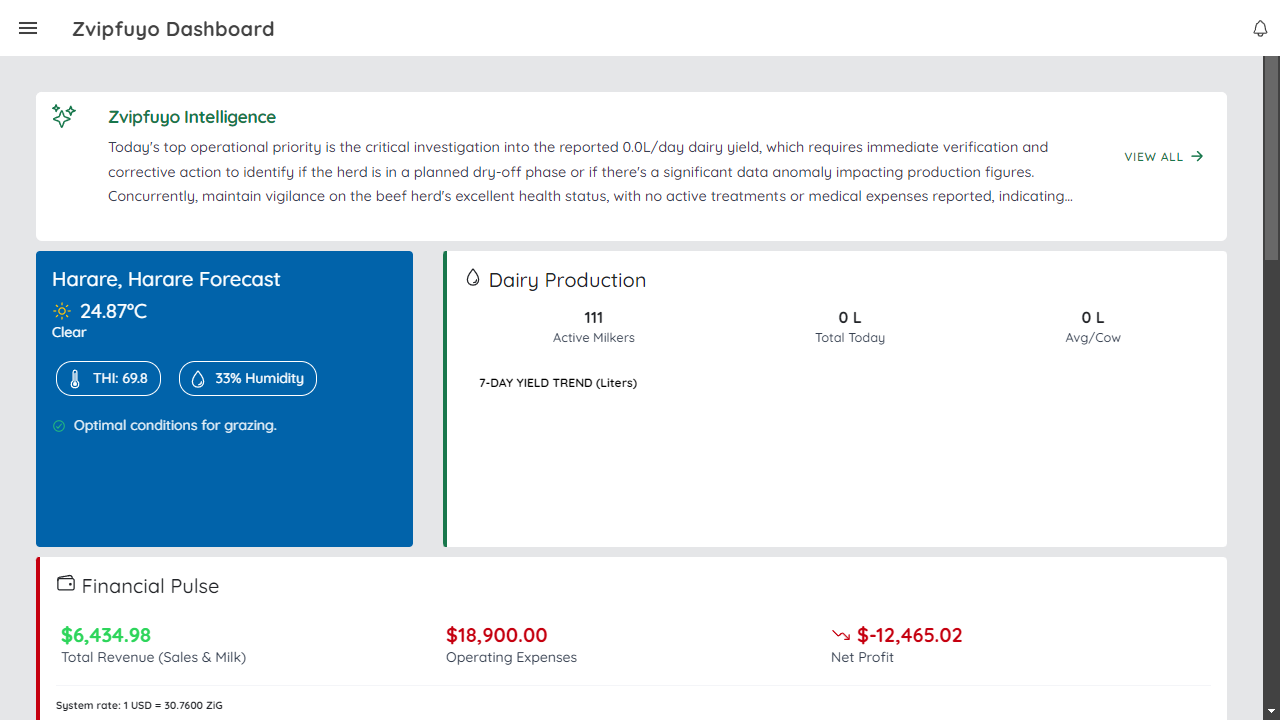 Zvipfuyo Dashboard
Zvipfuyo Intelligence
Today's top operational priority is the critical investigation into the reported 0.0L/day dairy yield, which requires immediate verification and
corrective action to identify if the herd is in a planned dry-off phase or if there's a significant data anomaly impacting production figures.
Concurrently, maintain vigilance on the beef herd's excellent health status, with no active treatments or medical expenses reported, indicating...
VIEW ALL
Harare, Harare Forecast
24.87°C
Clear
THI: 69.8
33% Humidity
Optimal conditions for grazing.
Dairy Production
111
Active Milkers
0 L
Total Today
0 L
Avg/Cow
7-DAY YIELD TREND (Liters)
Financial Pulse
$6,434.98
Total Revenue (Sales & Milk)
$18,900.00
Operating Expenses
$-12,465.02
Net Profit
System rate: 1 USD = 30.7600 ZiG